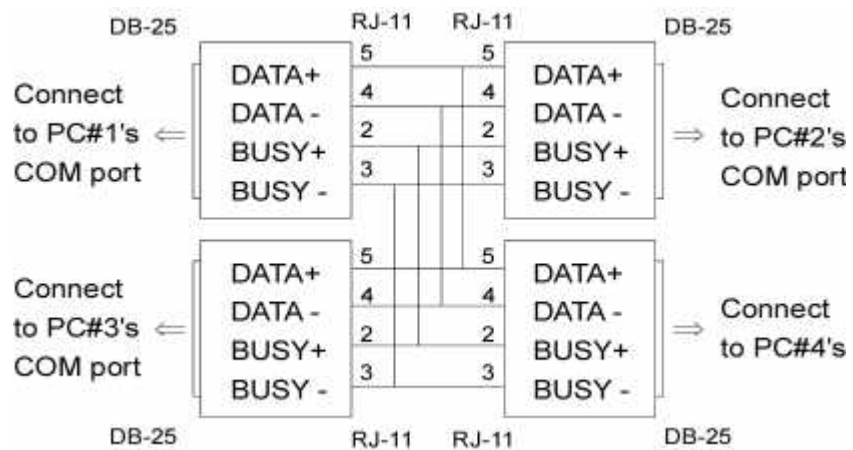 DB-25
RJ-11
RJ-11
DB-25
Connect
to PC#1's
COM port
DATA+
DATA -
BUSY+
BUSY -
5
4
2
3
5
4
2
3
DATA+
DATA -
BUSY+
BUSY -
Connect
to PC#2's
COM port
Connect
to PC#3's
COM port
DATA+
DATA -
BUSY+
BUSY -
5
4
2
3
5
4
2
3
DATA+
DATA -
BUSY+
BUSY -
Connect
to PC#4's
DB-25
RJ-11
RJ-11
DB-25